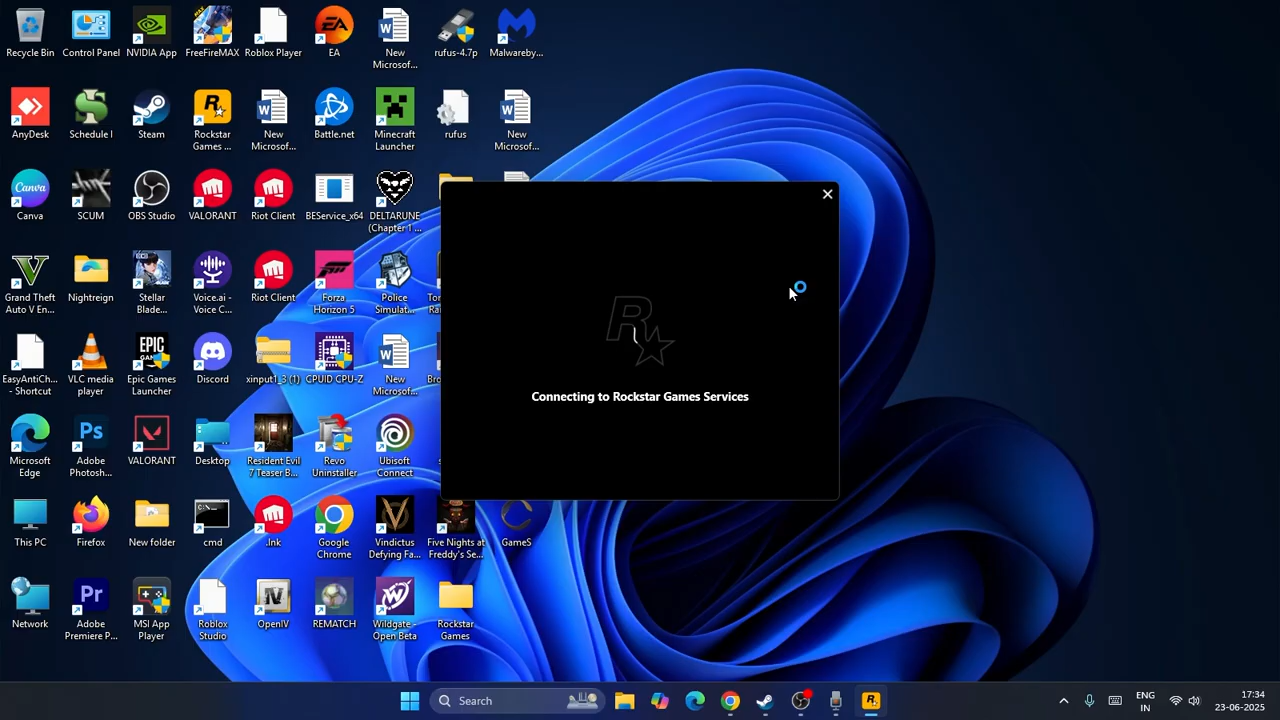 Recycle Bin
Control Panel
NVIDIA App
FreeFireMAX
Roblox Player
EA
New
Microsof...
rufus-4.7p
Malwareby...
AnyDesk
Schedule I
Steam
Rockstar
Games ...
New
Microsof...
Battle.net
Minecraft
Launcher
rufus
New
Microsof...
Canva
SCUM
OBS Studio
VALORANT
Riot Client
BEService_x64
DELTARUNE
(Chapter 1 ...
Grand Theft
Auto V En...
Nightreign
Stellar
Blade...
Voice.ai -
Voice C...
Riot Client
Forza
Horizon 5
Police
Simulat...
EasyAntiCh...
- Shortcut
VLC media
player
Epic Games
Launcher
Discord
xinput1_3 (1)
CPUID CPU-Z
New
Microsof...
Connecting to Rockstar Games Services
Microsoft
Edge
Adobe
Photosh...
VALORANT
Desktop
Resident Evil
7 Teaser B...
Revo
Uninstaller
Ubisoft
Connect
This PC
Firefox
New folder
cmd
.lnk
Google
Chrome
Vindictus
Defying Fa...
Five Nights at
Freddy's Se...
GameS
Network
Adobe
Premiere P...
MSI App
Player
Roblox
Studio
OpenIV
REMATCH
Wildgate -
Open Beta
Rockstar
Games
Search
ENG
IN
17:34
23-06-2025